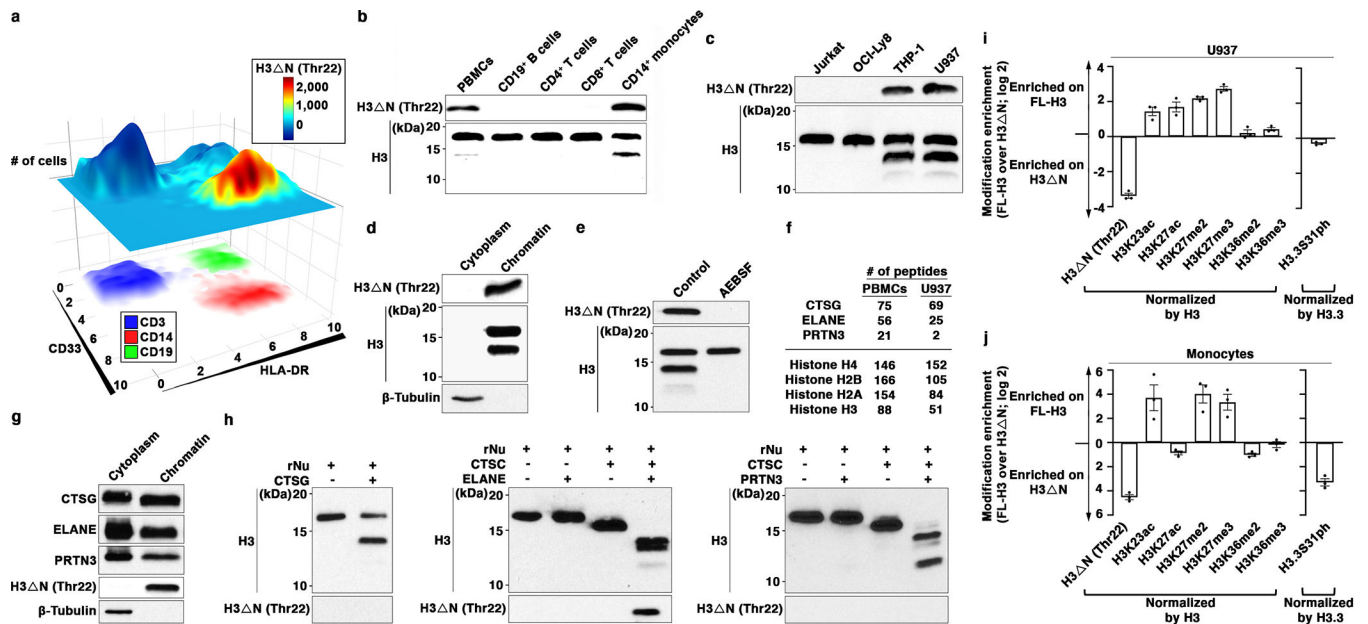 a
H3△N (Thr22)
2,000
1,000
0
# of cells
0
2
4
6
8
10
CD33
0
2
4
6
8
10
HLA-DR
CD3
CD14
CD19
b
PBMCs
CD19⁺ B cells
CD4⁺ T cells
CD8⁺ T cells
CD14⁺ monocytes
H3△N (Thr22)
(kDa)
20
15
10
H3
c
Jurkat
OCI-Ly8
THP-1
U937
H3△N (Thr22)
(kDa)
20
15
12
H3
d
Cytoplasm
Chromatin
H3△N (Thr22)
(kDa)
20
15
10
H3
β-Tubulin
e
Control
AEBSF
H3△N (Thr22)
(kDa)
20
15
10
H3
f
# of peptides
PBMCs U937
CTSG 75 69
ELANE 56 25
PRTN3 21 2
Histone H4 146 152
Histone H2B 166 105
Histone H2A 154 84
Histone H3 88 51
g
Cytoplasm
Chromatin
CTSG
ELANE
PRTN3
H3△N (Thr22)
β-Tubulin
h
rNu + +
CTSG - +
(kDa)
20
15
10
H3
H3△N (Thr22)
rNu + + + +
CTSC - - + +
ELANE - + - +
(kDa)
20
15
10
H3
H3△N (Thr22)
rNu + + + +
CTSC - - + +
PRTN3 - + - +
(kDa)
20
15
10
H3
H3△N (Thr22)
i
U937
Modification enrichment
(FL-H3 over H3△N; log 2)
Enriched on
FL-H3
Enriched on
H3△N
4
2
0
-2
-4
H3△N (Thr22)
H3K23ac
H3K27ac
H3K27me2
H3K27me3
H3K36me2
H3K36me3
H3.3S31ph
Normalized
by H3
Normalized
by H3.3
j
Monocytes
Modification enrichment
(FL-H3 over H3△N; log 2)
Enriched on
FL-H3
Enriched on
H3△N
6
4
2
0
2
4
6
H3△N (Thr22)
H3K23ac
H3K27ac
H3K27me2
H3K27me3
H3K36me2
H3K36me3
H3.3S31ph
Normalized
by H3
Normalized
by H3.3